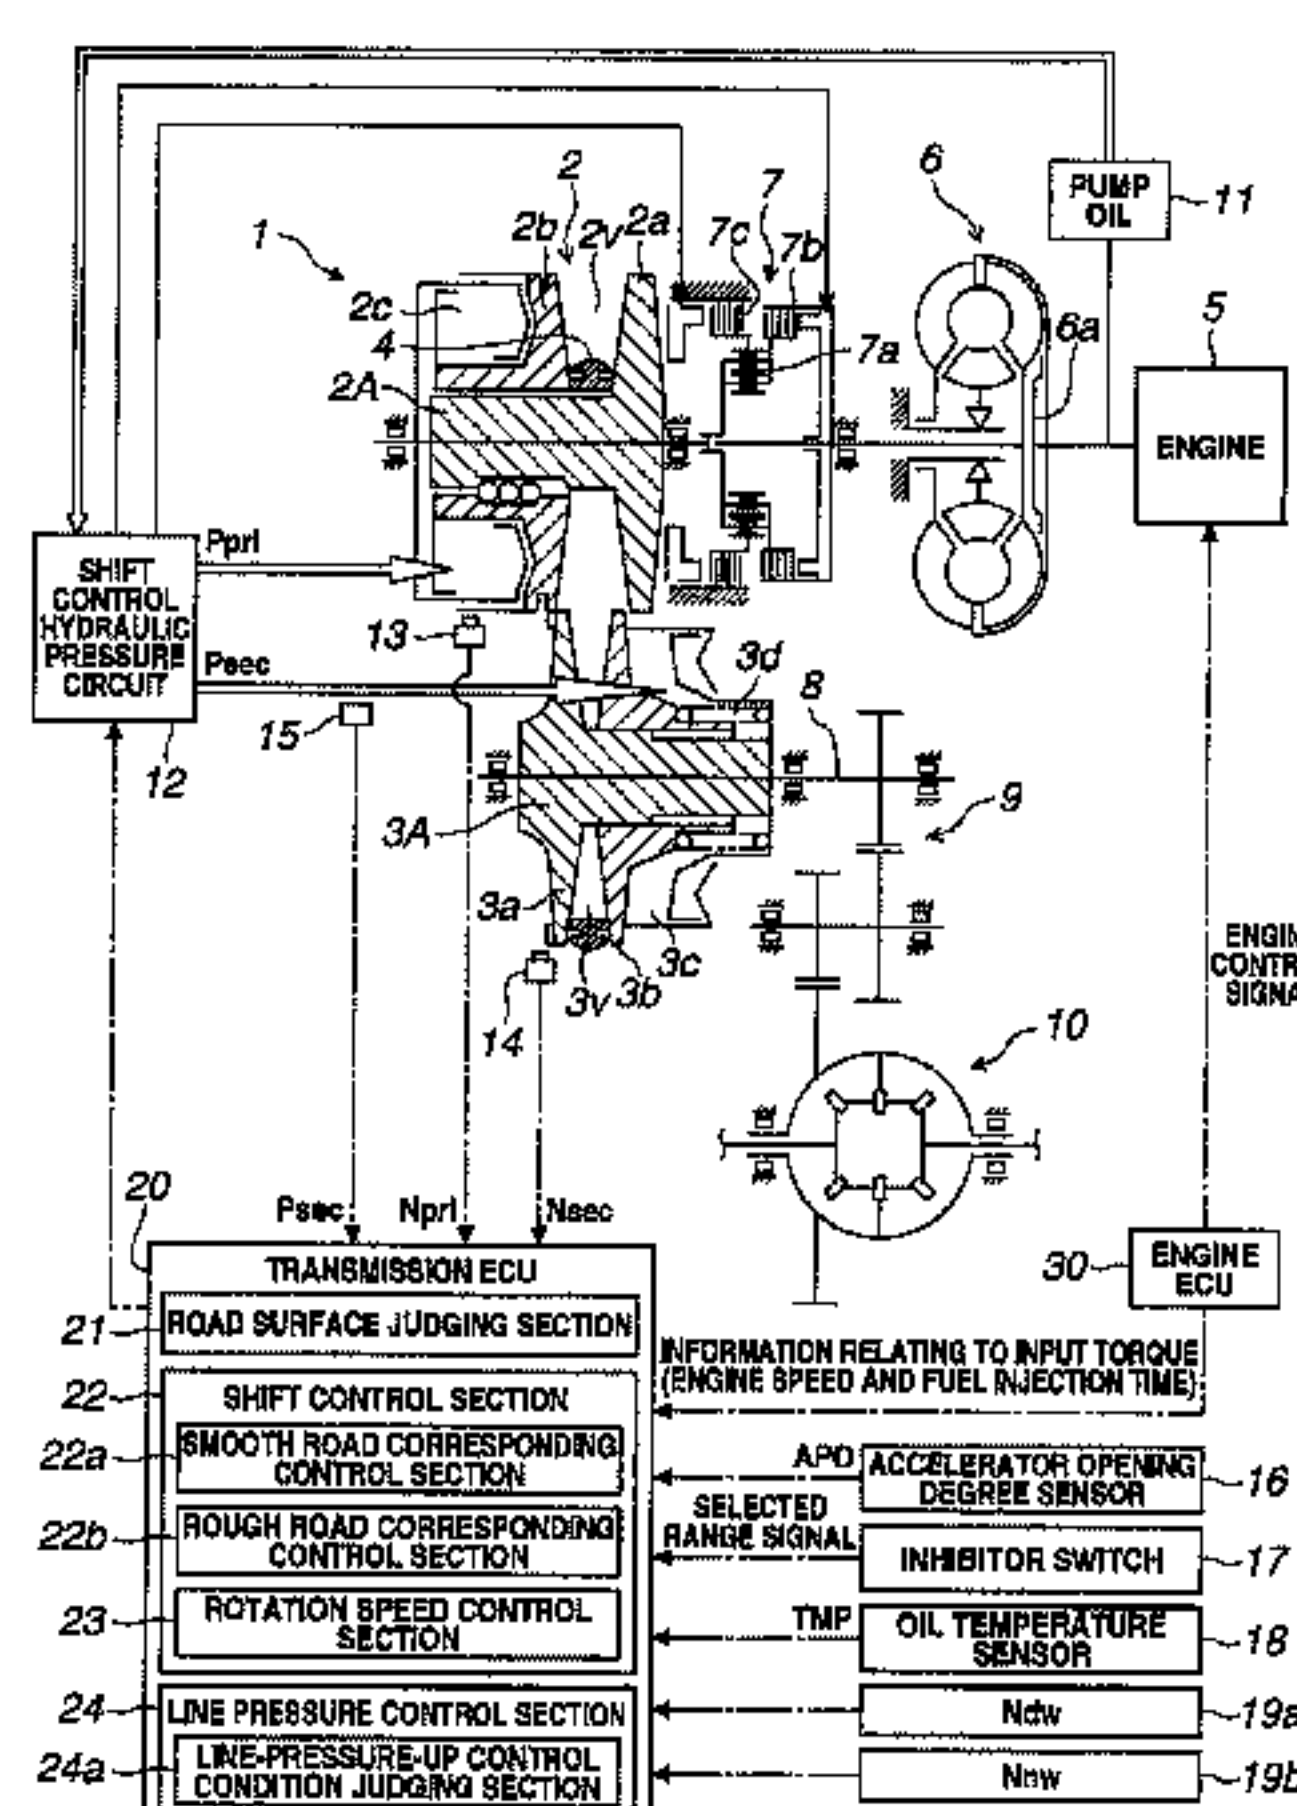 PUMP
OIL
11
6
2
7
1
2b
2v
2a
7c
7b
2c
5
4
7a
6a
2A
ENGINE
Ppri
SHIFT
CONTROL
HYDRAULIC
PRESSURE
CIRCUIT
13
Psec
3d
8
15
12
9
3A
3a
3c
3v
3b
14
10
20
Psec
Npri
Nsec
TRANSMISSION ECU
30
ENGINE
ECU
21
ROAD SURFACE JUDGING SECTION
INFORMATION RELATING TO INPUT TORQUE
(ENGINE SPEED AND FUEL INJECTION TIME)
22
SHIFT CONTROL SECTION
22a
SMOOTH ROAD CORRESPONDING
CONTROL SECTION
APO
ACCELERATOR OPENING
DEGREE SENSOR
16
SELECTED
RANGE SIGNAL
22b
ROUGH ROAD CORRESPONDING
CONTROL SECTION
INHIBITOR SWITCH
17
23
ROTATION SPEED CONTROL
SECTION
TMP
OIL TEMPERATURE
SENSOR
18
24
LINE PRESSURE CONTROL SECTION
Ndw
19a
24a
LINE-PRESSURE-UP CONTROL
CONDITION JUDGING SECTION
19b